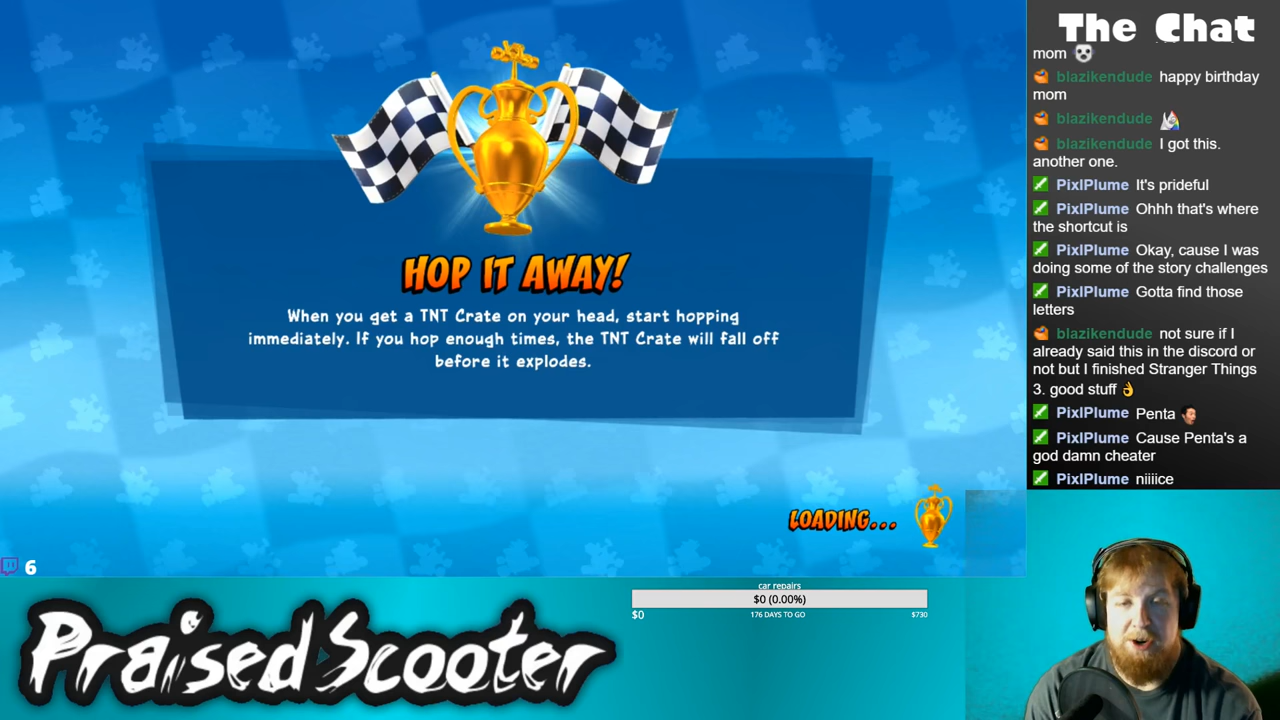 The Chat
mom
blazikendude happy birthday
mom
blazikendude
blazikendude I got this.
another one.
PixlPlume It's prideful
PixlPlume Ohhh that's where
the shortcut is
PixlPlume Okay, cause I was
doing some of the story challenges
PixlPlume Gotta find those
letters
blazikendude not sure if I
already said this in the discord or
not but I finished Stranger Things
3. good stuff 👌
PixlPlume Penta
PixlPlume Cause Penta's a
god damn cheater
PixlPlume niiiice
HOP IT AWAY!
When you get a TNT Crate on your head, start hopping
immediately. If you hop enough times, the TNT Crate will fall off
before it explodes.
LOADING...
6
PraisedScooter
car repairs
$0 (0.00%)
$0 176 DAYS TO GO $730